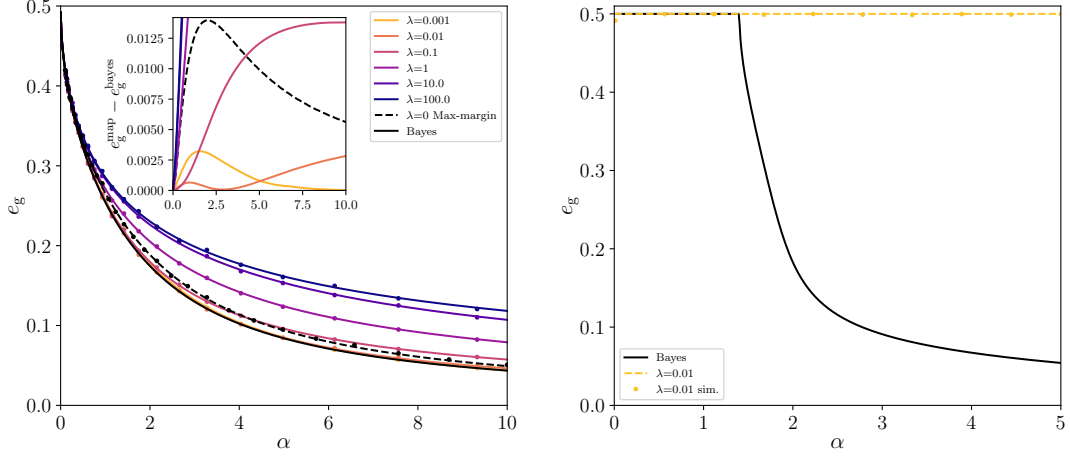 0.5
0.4
0.3
0.2
0.1
0.0
e_g
0 2 4 6 8 10
α
0.0125
0.0100
0.0075
0.0050
0.0025
0.0000
e_g^map − e_g^bayes
0.0 2.5 5.0 7.5 10.0
λ=0.001
λ=0.01
λ=0.1
λ=1
λ=10.0
λ=100.0
λ=0 Max-margin
Bayes
0.5
0.4
0.3
0.2
0.1
0.0
e_g
0 1 2 3 4 5
α
Bayes
λ=0.01
λ=0.01 sim.